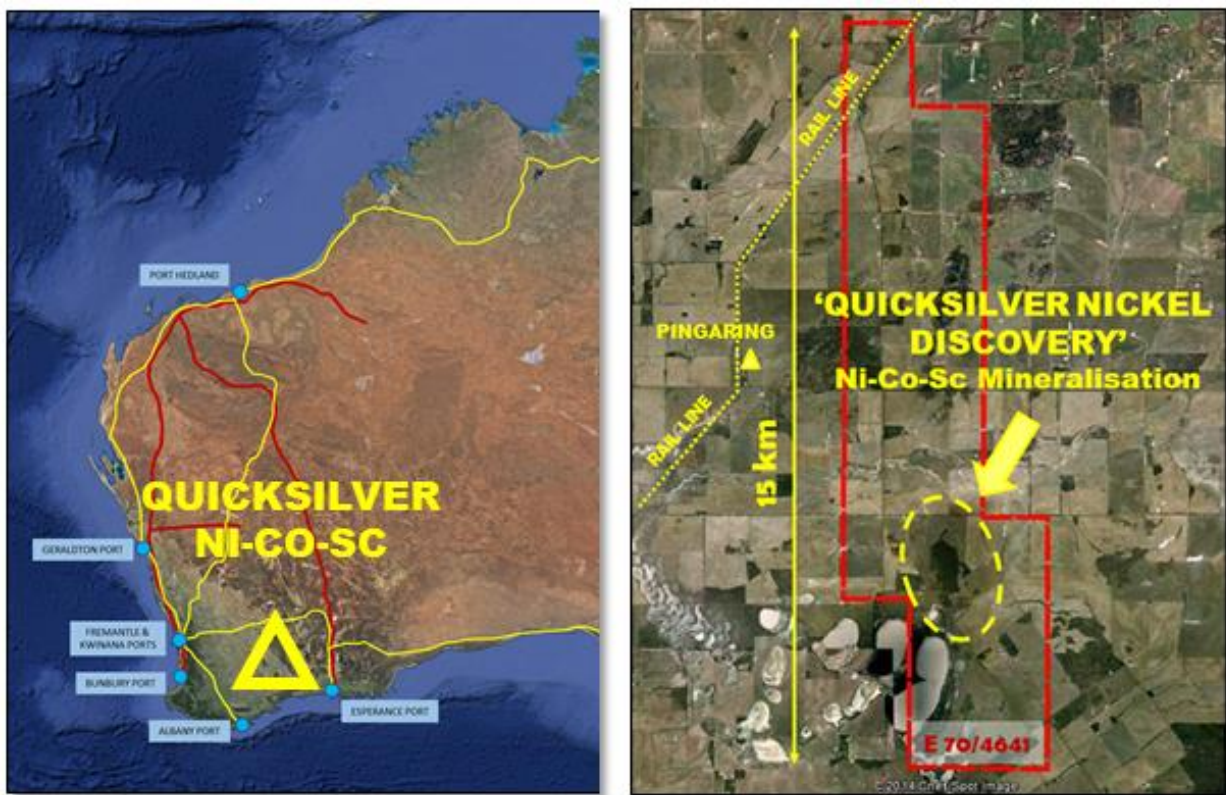 PORT HEDLAND
QUICKSILVER
NI-CO-SC
GERALDTON PORT
FREMANTLE &
KWINANA PORTS
BUNBURY PORT
ALBANY PORT
ESPERANCE PORT
RAIL LINE
'QUICKSILVER NICKEL
DISCOVERY'
Ni-Co-Sc Mineralisation
PINGARING
RAIL LINE
15 km
E 70/4641
© 2014 Cnes/Spot Image